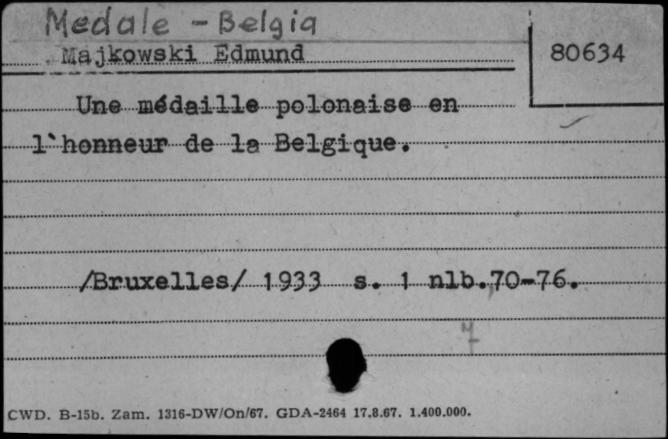 Medale - Belgia
Majkowski Edmund
80634
Une médaille polonaise en
l`honneur de la Belgique.
/Bruxelles/ 1933 s. 1 nlb.,70-76.
7
CWD. B-15b. Zam. 1316-DW/On/67. GDA-2464 17.8.67. 1.400.000.